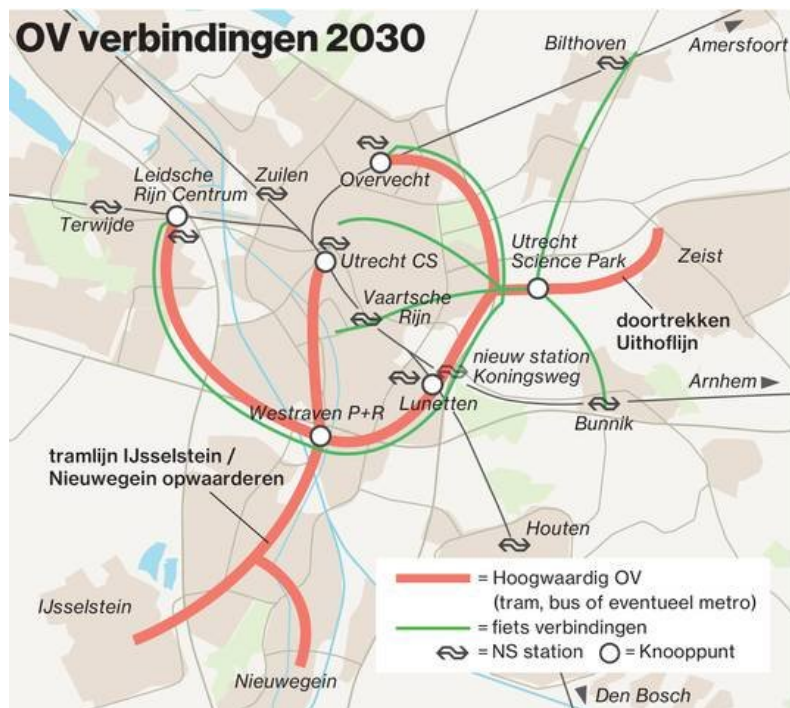 OV verbindingen 2030
Bilthoven
Amersfoort
Leidsche
Rijn Centrum
Zuilen
Overvecht
Terwijde
Utrecht CS
Utrecht
Science Park
Zeist
Vaartsche
Rijn
doortrekken
Uithoflijn
nieuw station
Koningsweg
Arnhem
Lunetten
Bunnik
Westraven P+R
tramlijn IJsselstein /
Nieuwegein opwaarderen
Houten
IJsselstein
Nieuwegein
= Hoogwaardig OV
(tram, bus of eventueel metro)
= fiets verbindingen
= NS station
= Knooppunt
Den Bosch